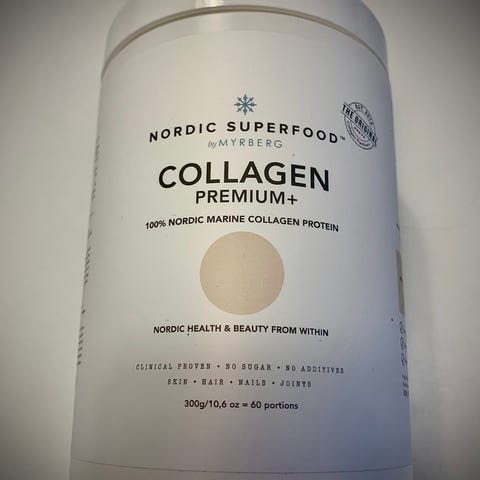 NORDIC SUPERFOOD™
by MYRBERG
THE ORIGINAL
COLLAGEN
PREMIUM+
100% NORDIC MARINE COLLAGEN PROTEIN
NORDIC HEALTH & BEAUTY FROM WITHIN
CLINICAL PROVEN • NO SUGAR • NO ADDITIVES
SKIN • HAIR • NAILS • JOINTS
300g/10,6 oz = 60 portions